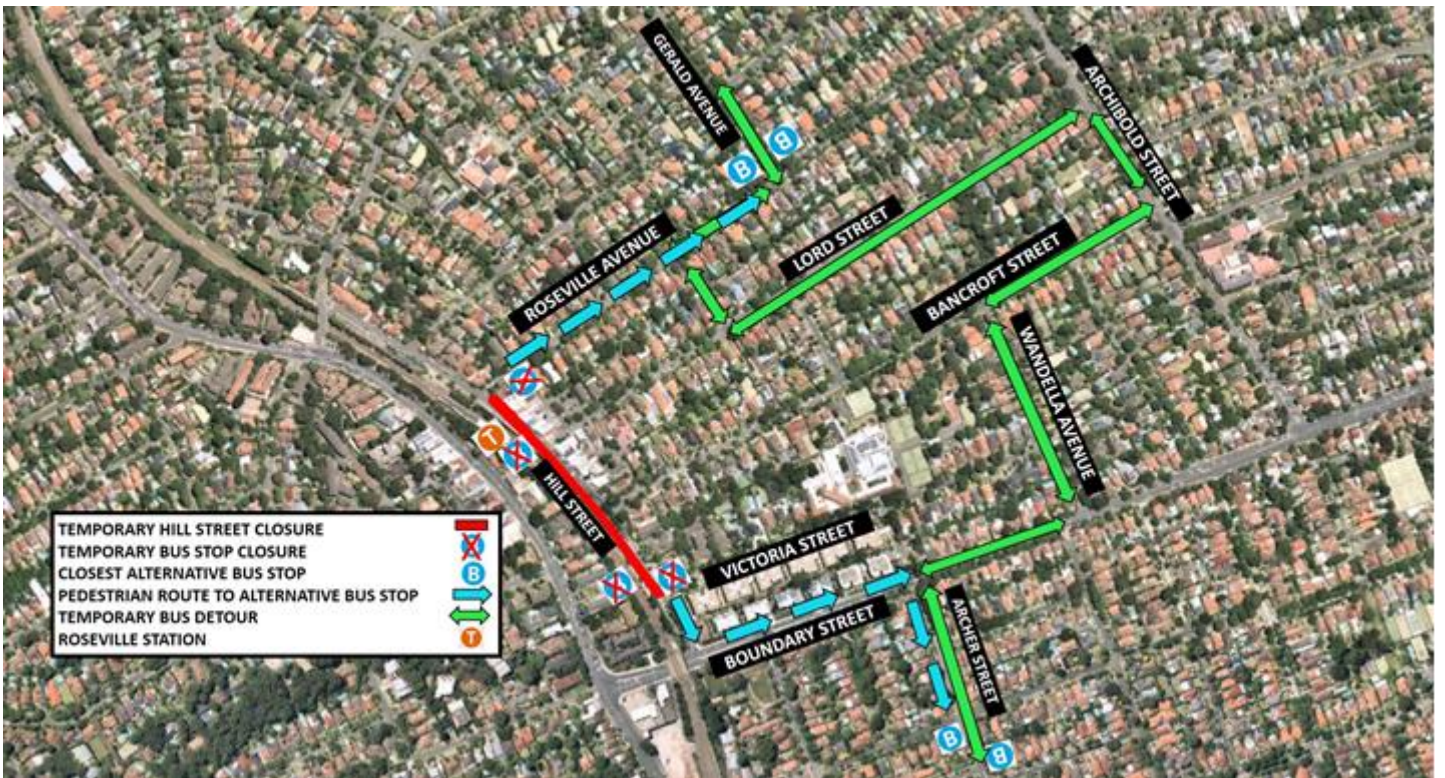 GERALD AVENUE
ARCHIBOLD STREET
B
B
ROSEVILLE AVENUE
LORD STREET
BANCROFT STREET
WANDELLA AVENUE
T
HILL STREET
VICTORIA STREET
BOUNDARY STREET
ARCHER STREET
B
B
TEMPORARY HILL STREET CLOSURE
TEMPORARY BUS STOP CLOSURE
CLOSEST ALTERNATIVE BUS STOP B
PEDESTRIAN ROUTE TO ALTERNATIVE BUS STOP
TEMPORARY BUS DETOUR
ROSEVILLE STATION T